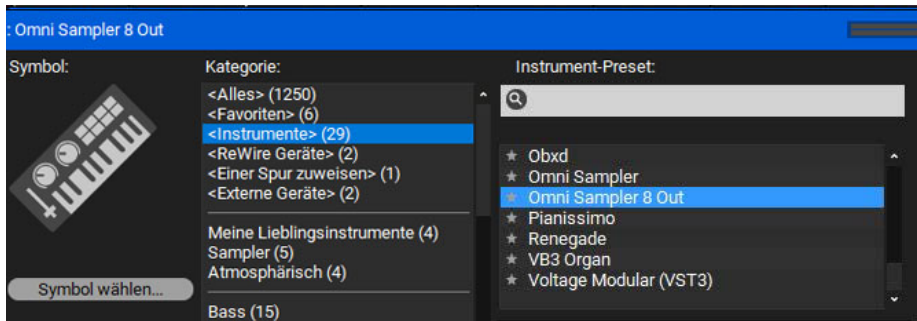 : Omni Sampler 8 Out
Symbol:
Symbol wählen...
Kategorie:
<Alles> (1250)
<Favoriten> (6)
<Instrumente> (29)
<ReWire Geräte> (2)
<Einer Spur zuweisen> (1)
<Externe Geräte> (2)
Meine Lieblingsinstrumente (4)
Sampler (5)
Atmosphärisch (4)
Bass (15)
Instrument-Preset:
Obxd
Omni Sampler
Omni Sampler 8 Out
Pianissimo
Renegade
VB3 Organ
Voltage Modular (VST3)